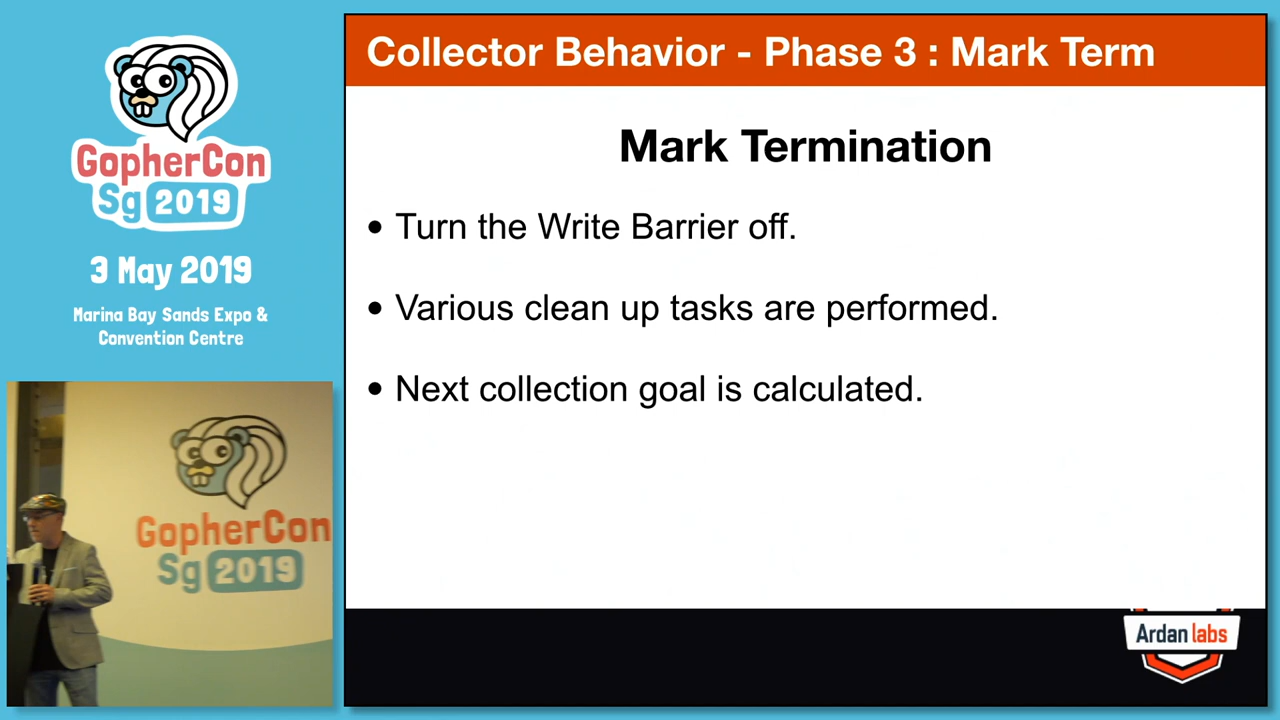 GopherCon
Sg 2019
3 May 2019
Marina Bay Sands Expo &
Convention Centre
Collector Behavior - Phase 3 : Mark Term
Mark Termination
• Turn the Write Barrier off.
• Various clean up tasks are performed.
• Next collection goal is calculated.
GopherCon
Sg 2019
Ardan labs